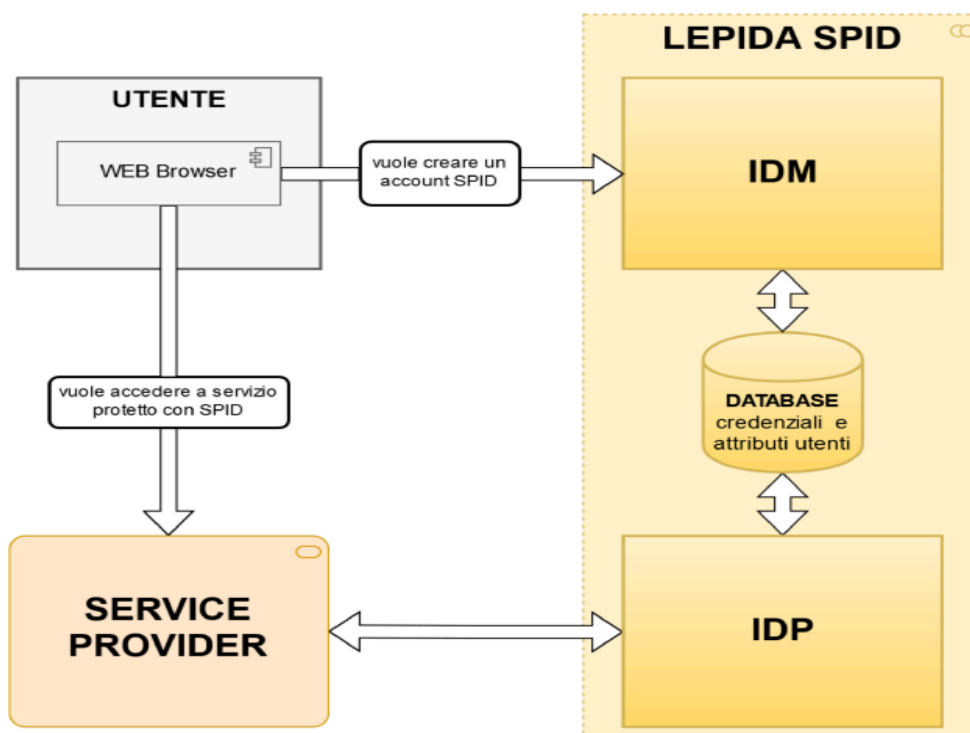 LEPIDA SPID
UTENTE
WEB Browser
vuole creare un
account SPID
IDM
vuole accedere a servizio
protetto con SPID
DATABASE
credenziali e
attributi utenti
SERVICE
PROVIDER
IDP